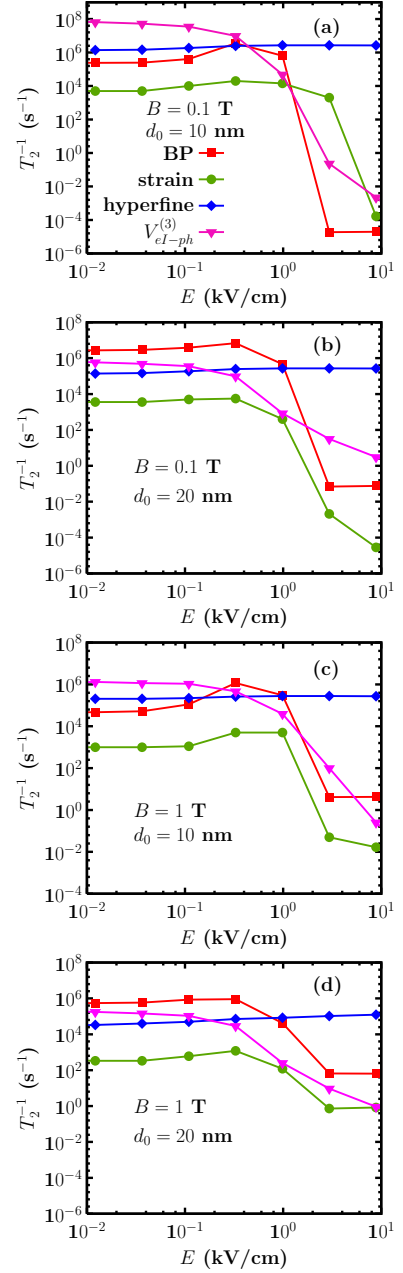 (a)
10^8
10^6
10^4
10^2
10^0
10^−2
10^−4
10^−6
T_2^−1 (s^−1)
B = 0.1 T
d_0 = 10 nm
BP
strain
hyperfine
V_{eI−ph}^{(3)}
10^−2 10^−1 10^0 10^1
E (kV/cm)
(b)
10^8
10^6
10^4
10^2
10^0
10^−2
10^−4
10^−6
T_2^−1 (s^−1)
B = 0.1 T
d_0 = 20 nm
10^−2 10^−1 10^0 10^1
E (kV/cm)
(c)
10^8
10^6
10^4
10^2
10^0
10^−2
10^−4
T_2^−1 (s^−1)
B = 1 T
d_0 = 10 nm
10^−2 10^−1 10^0 10^1
E (kV/cm)
(d)
10^8
10^6
10^4
10^2
10^0
10^−2
10^−4
10^−6
T_2^−1 (s^−1)
B = 1 T
d_0 = 20 nm
10^−2 10^−1 10^0 10^1
E (kV/cm)